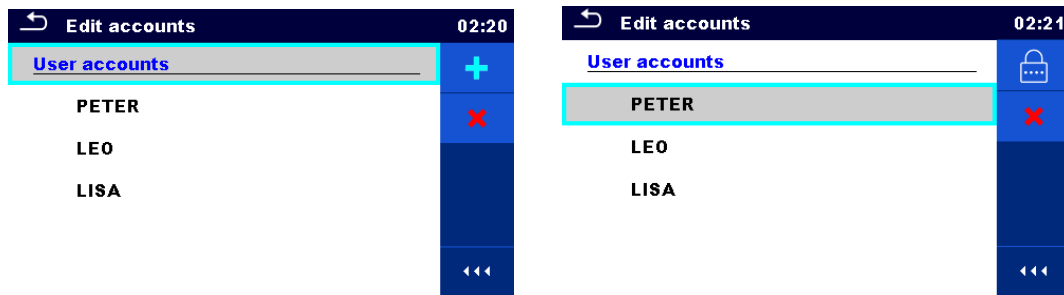 Edit accounts 02:20
User accounts
PETER
LEO
LISA
Edit accounts 02:21
User accounts
PETER
LEO
LISA